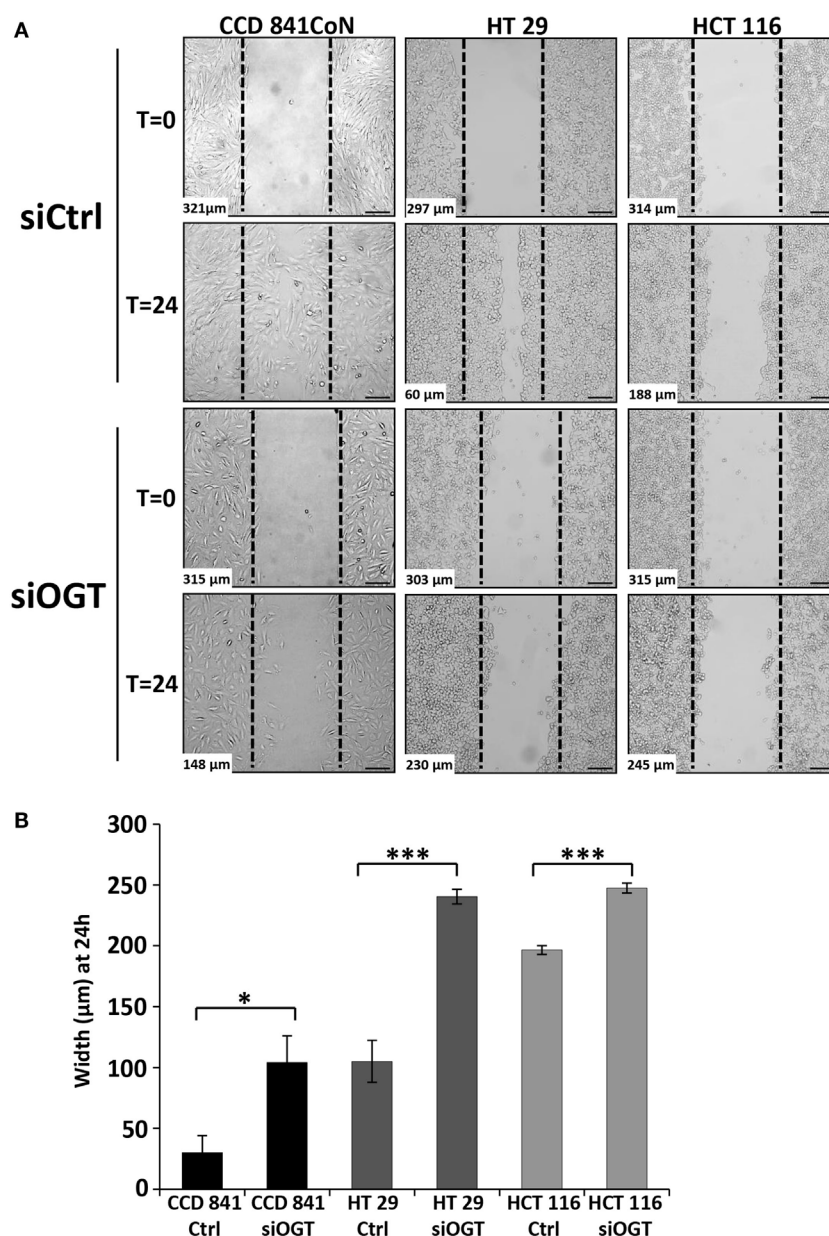 A
CCD 841CoN HT 29 HCT 116
siCtrl
T=0
321µm 297 µm 314 µm
T=24
60 µm 188 µm
siOGT
T=0
315 µm 303 µm 315 µm
T=24
148 µm 230 µm 245 µm
B
Width (µm) at 24h
300
250
200
150
100
50
0
* *** ***
CCD 841 CCD 841 HT 29 HT 29 HCT 116 HCT 116
Ctrl siOGT Ctrl siOGT Ctrl siOGT